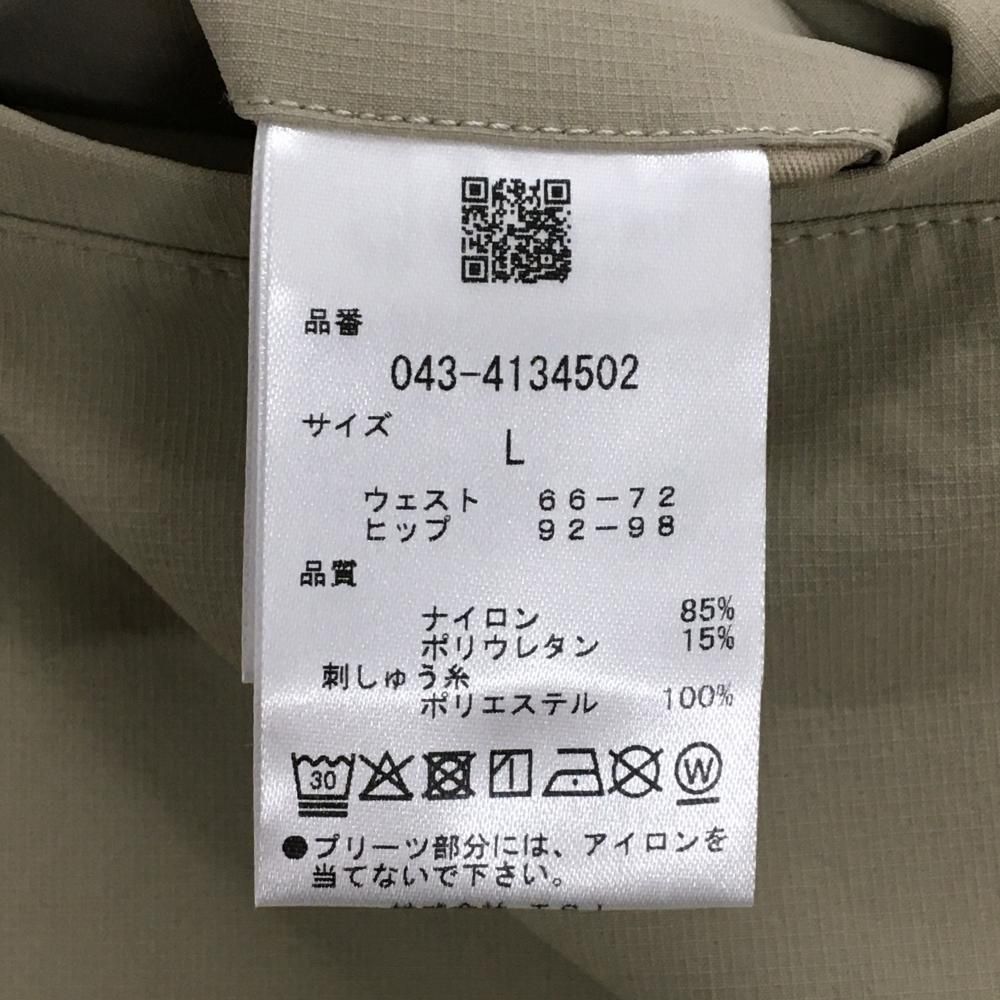 品番
043-4134502
サイズ
L
ウェスト 66-72
ヒップ 92-98
品質
ナイロン 85%
ポリウレタン 15%
刺しゅう糸
ポリエステル 100%
30 W
●プリーツ部分には、アイロンを
当てないで下さい。